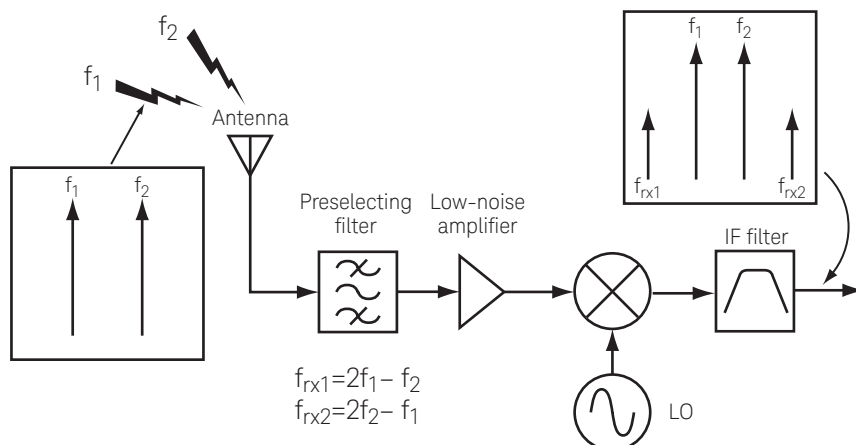 f2
f1
Antenna
f1 f2
Preselecting
filter
Low-noise
amplifier
f1 f2
frx1 frx2
IF filter
frx1=2f1– f2
frx2=2f2– f1
LO